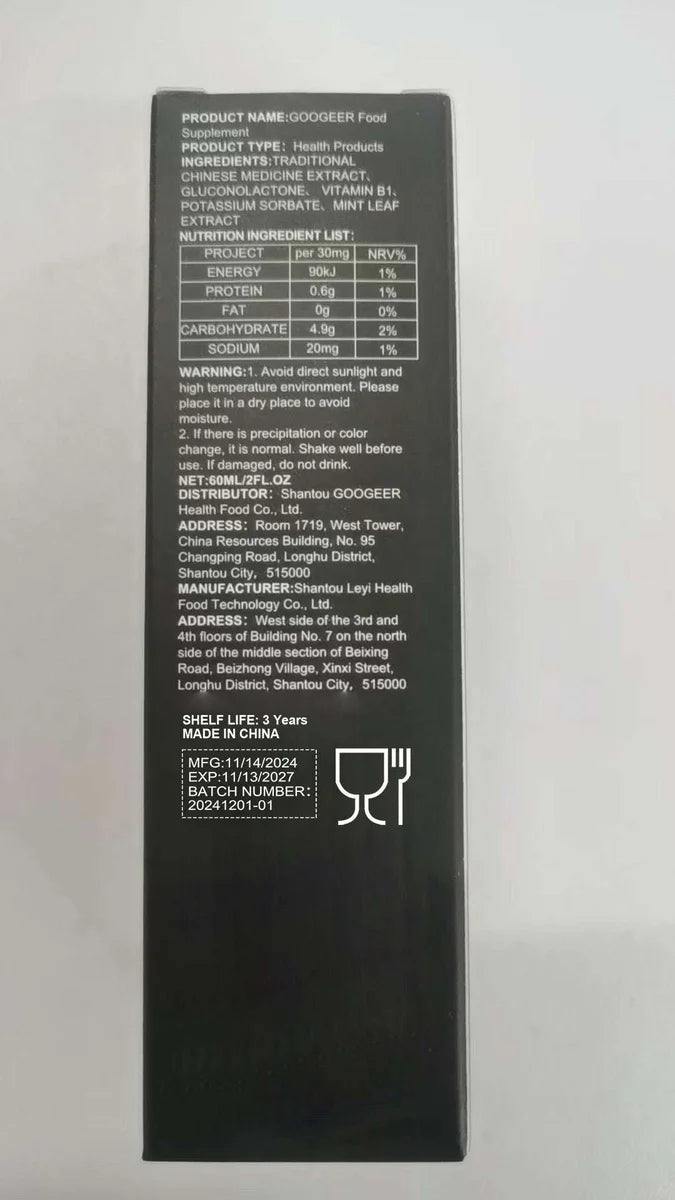 PRODUCT NAME:GOOGEER Food
Supplement
PRODUCT TYPE: Health Products
INGREDIENTS:TRADITIONAL
CHINESE MEDICINE EXTRACT、
GLUCONOLACTONE、 VITAMIN B1、
POTASSIUM SORBATE、 MINT LEAF
EXTRACT
NUTRITION INGREDIENT LIST:
PROJECT per 30mg NRV%
ENERGY 90kJ 1%
PROTEIN 0.6g 1%
FAT 0g 0%
CARBOHYDRATE 4.9g 2%
SODIUM 20mg 1%
WARNING:1. Avoid direct sunlight and
high temperature environment. Please
place it in a dry place to avoid
moisture.
2. If there is precipitation or color
change, it is normal. Shake well before
use. If damaged, do not drink.
NET:60ML/2FL.OZ
DISTRIBUTOR: Shantou GOOGEER
Health Food Co., Ltd.
ADDRESS: Room 1719, West Tower,
China Resources Building, No. 95
Changping Road, Longhu District,
Shantou City, 515000
MANUFACTURER:Shantou Leyi Health
Food Technology Co., Ltd.
ADDRESS: West side of the 3rd and
4th floors of Building No. 7 on the north
side of the middle section of Beixing
Road, Beizhong Village, Xinxi Street,
Longhu District, Shantou City, 515000
SHELF LIFE: 3 Years
MADE IN CHINA
MFG:11/14/2024
EXP:11/13/2027
BATCH NUMBER:
20241201-01